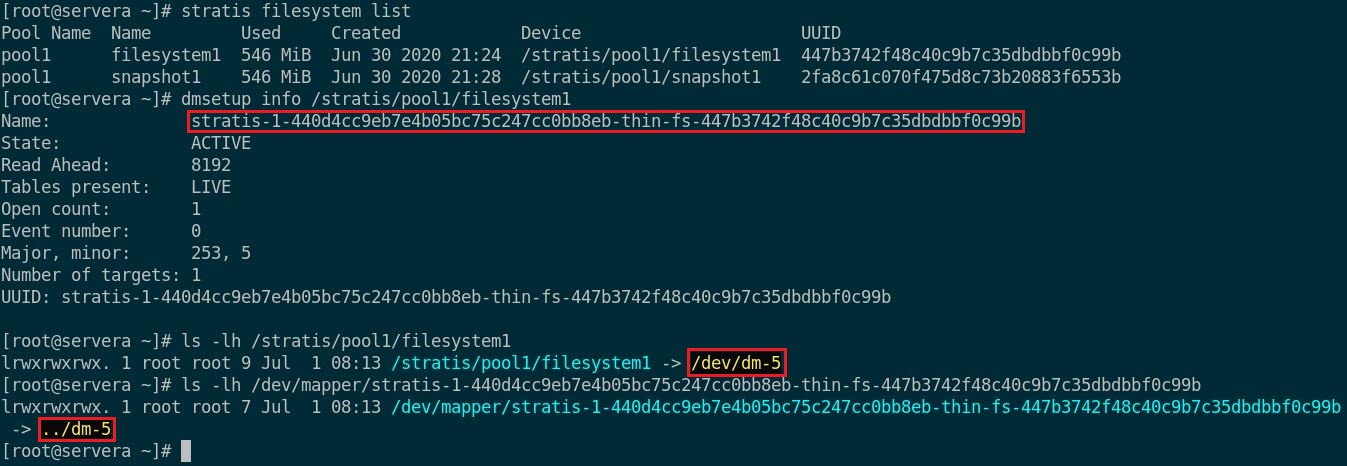 [root@servera ~]# stratis filesystem list
Pool Name  Name         Used     Created            Device                      UUID
pool1      filesystem1  546 MiB  Jun 30 2020 21:24  /stratis/pool1/filesystem1  447b3742f48c40c9b7c35dbdbbf0c99b
pool1      snapshot1    546 MiB  Jun 30 2020 21:28  /stratis/pool1/snapshot1    2fa8c61c070f475d8c73b20883f6553b
[root@servera ~]# dmsetup info /stratis/pool1/filesystem1
Name:              stratis-1-440d4cc9eb7e4b05bc75c247cc0bb8eb-thin-fs-447b3742f48c40c9b7c35dbdbbf0c99b
State:             ACTIVE
Read Ahead:        8192
Tables present:    LIVE
Open count:        1
Event number:      0
Major, minor:      253, 5
Number of targets: 1
UUID: stratis-1-440d4cc9eb7e4b05bc75c247cc0bb8eb-thin-fs-447b3742f48c40c9b7c35dbdbbf0c99b
[root@servera ~]# ls -lh /stratis/pool1/filesystem1
lrwxrwxrwx. 1 root root 9 Jul  1 08:13 /stratis/pool1/filesystem1 -> /dev/dm-5
[root@servera ~]# ls -lh /dev/mapper/stratis-1-440d4cc9eb7e4b05bc75c247cc0bb8eb-thin-fs-447b3742f48c40c9b7c35dbdbbf0c99b
lrwxrwxrwx. 1 root root 7 Jul  1 08:13 /dev/mapper/stratis-1-440d4cc9eb7e4b05bc75c247cc0bb8eb-thin-fs-447b3742f48c40c9b7c35dbdbbf0c99b
 -> ../dm-5
[root@servera ~]#